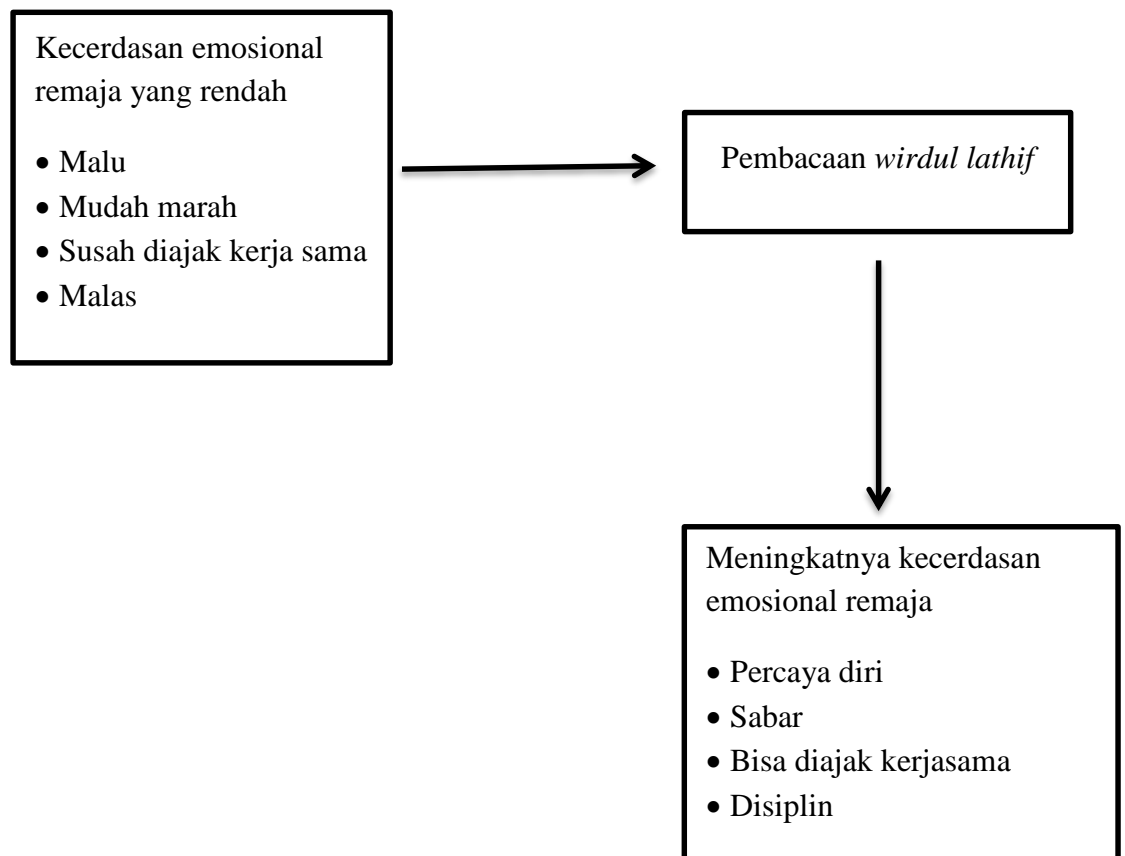 Kecerdasan emosional
remaja yang rendah
• Malu
• Mudah marah
• Susah diajak kerja sama
• Malas
Pembacaan wirdul lathif
Meningkatnya kecerdasan
emosional remaja
• Percaya diri
• Sabar
• Bisa diajak kerjasama
• Disiplin